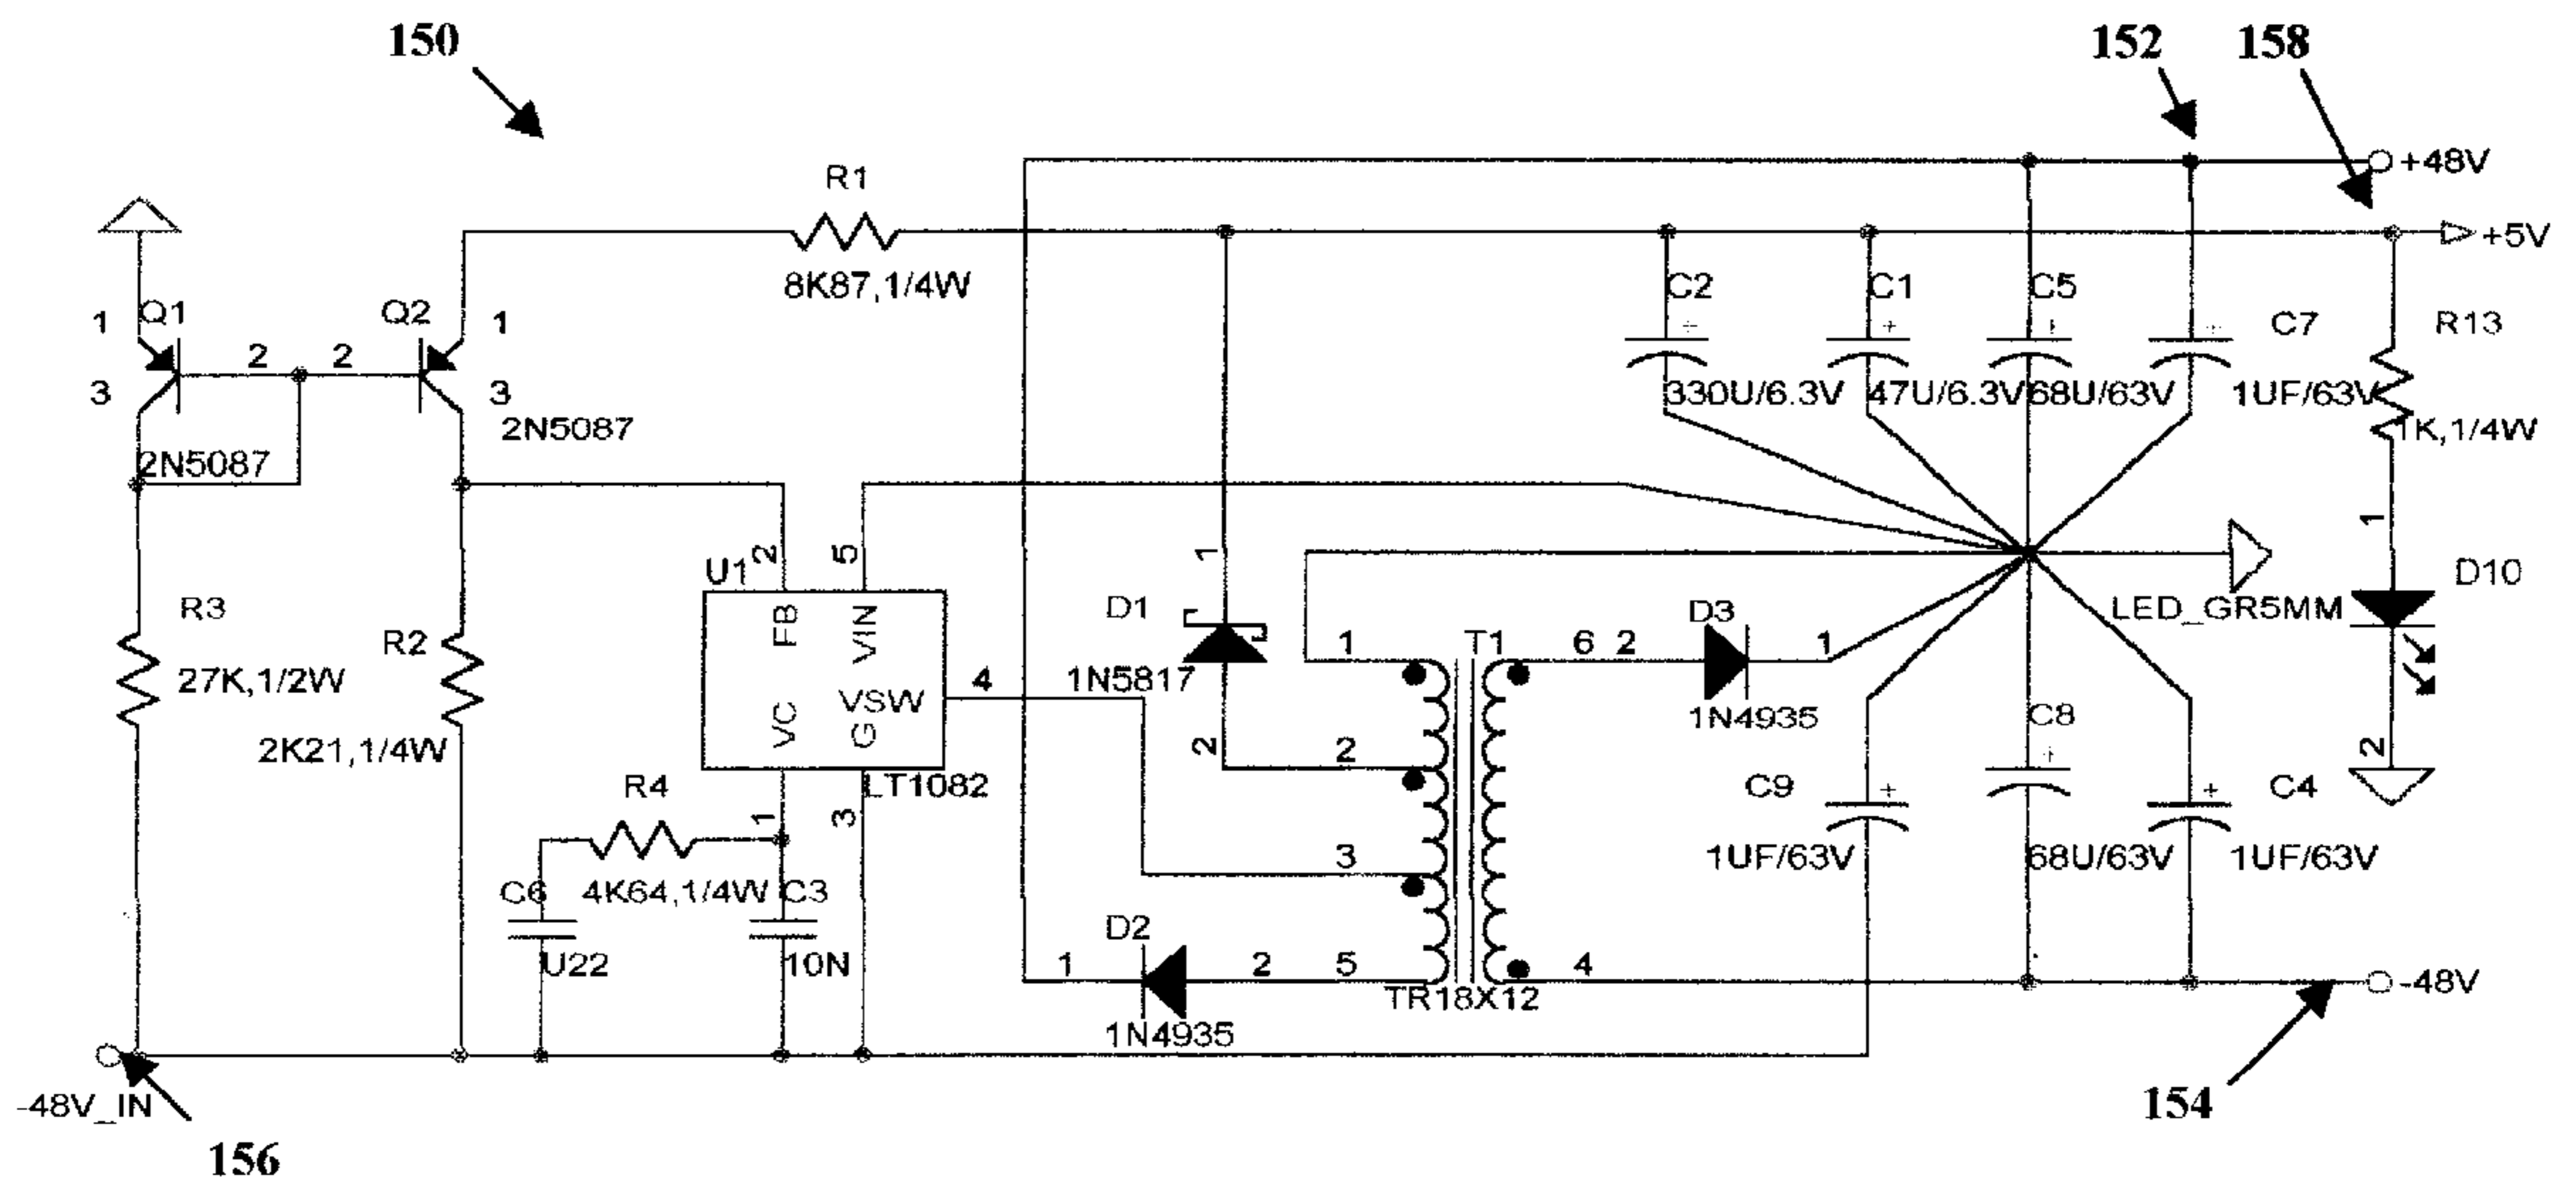 150
152 158
+48V
R1
+5V
8K87,1/4W
C2 C1 C5
+ + + +
C7 R13
1 Q1 Q2 1
2 2
3 3
330U/6.3V 47U/6.3V 68U/63V 1UF/63V
1K,1/4W
2N5087
2N5087
1
2 5 1
U1
D10
FB VIN
R3 D1 D3 LED_GR5MM
R2 1 T1 6 2 1
27K,1/2W 4 1N5817
VC VSW G
1N4935
C8
2K21,1/4W 2 2 2
+
R4 LT1082 C9 + + C4
1 3
3 1UF/63V 68U/63V 1UF/63V
C6 4K64,1/4W C3
D2
U22 10N 1 2 5 4 -48V
TR18X12
1N4935
-48V_IN 154
156